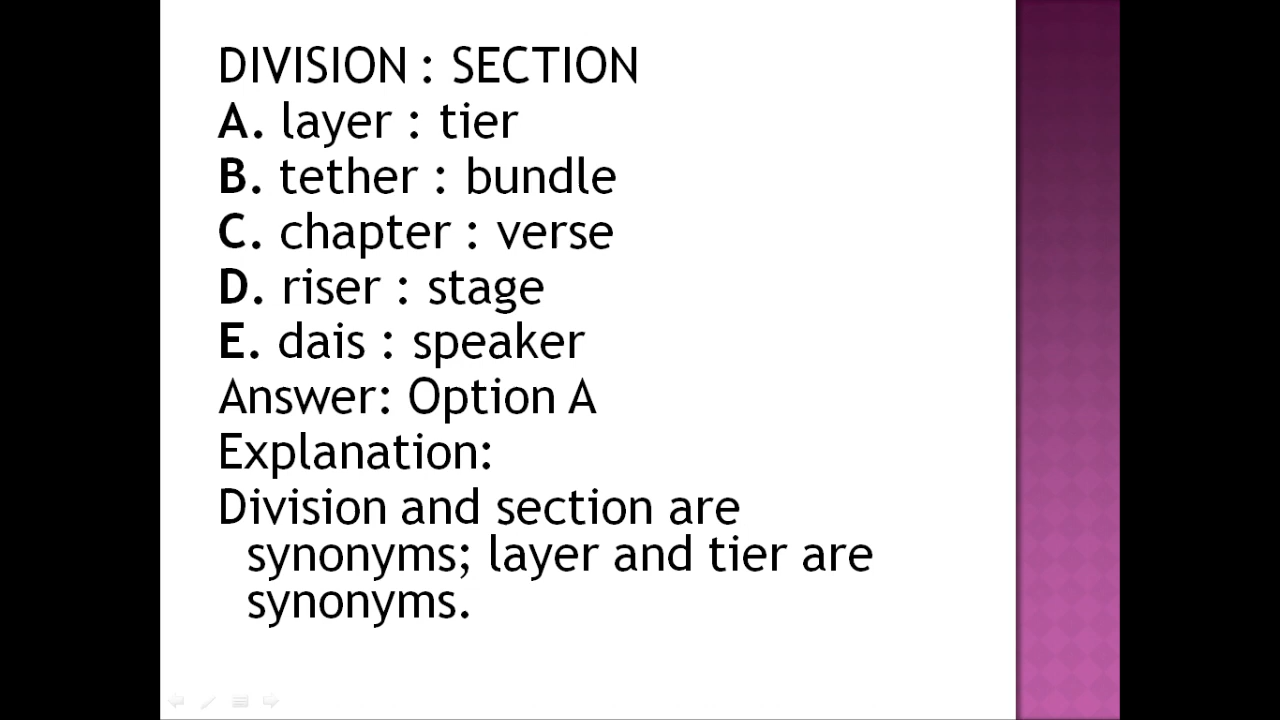 DIVISION : SECTION
A. layer : tier
B. tether : bundle
C. chapter : verse
D. riser : stage
E. dais : speaker
Answer: Option A
Explanation:
Division and section are
synonyms; layer and tier are
synonyms.